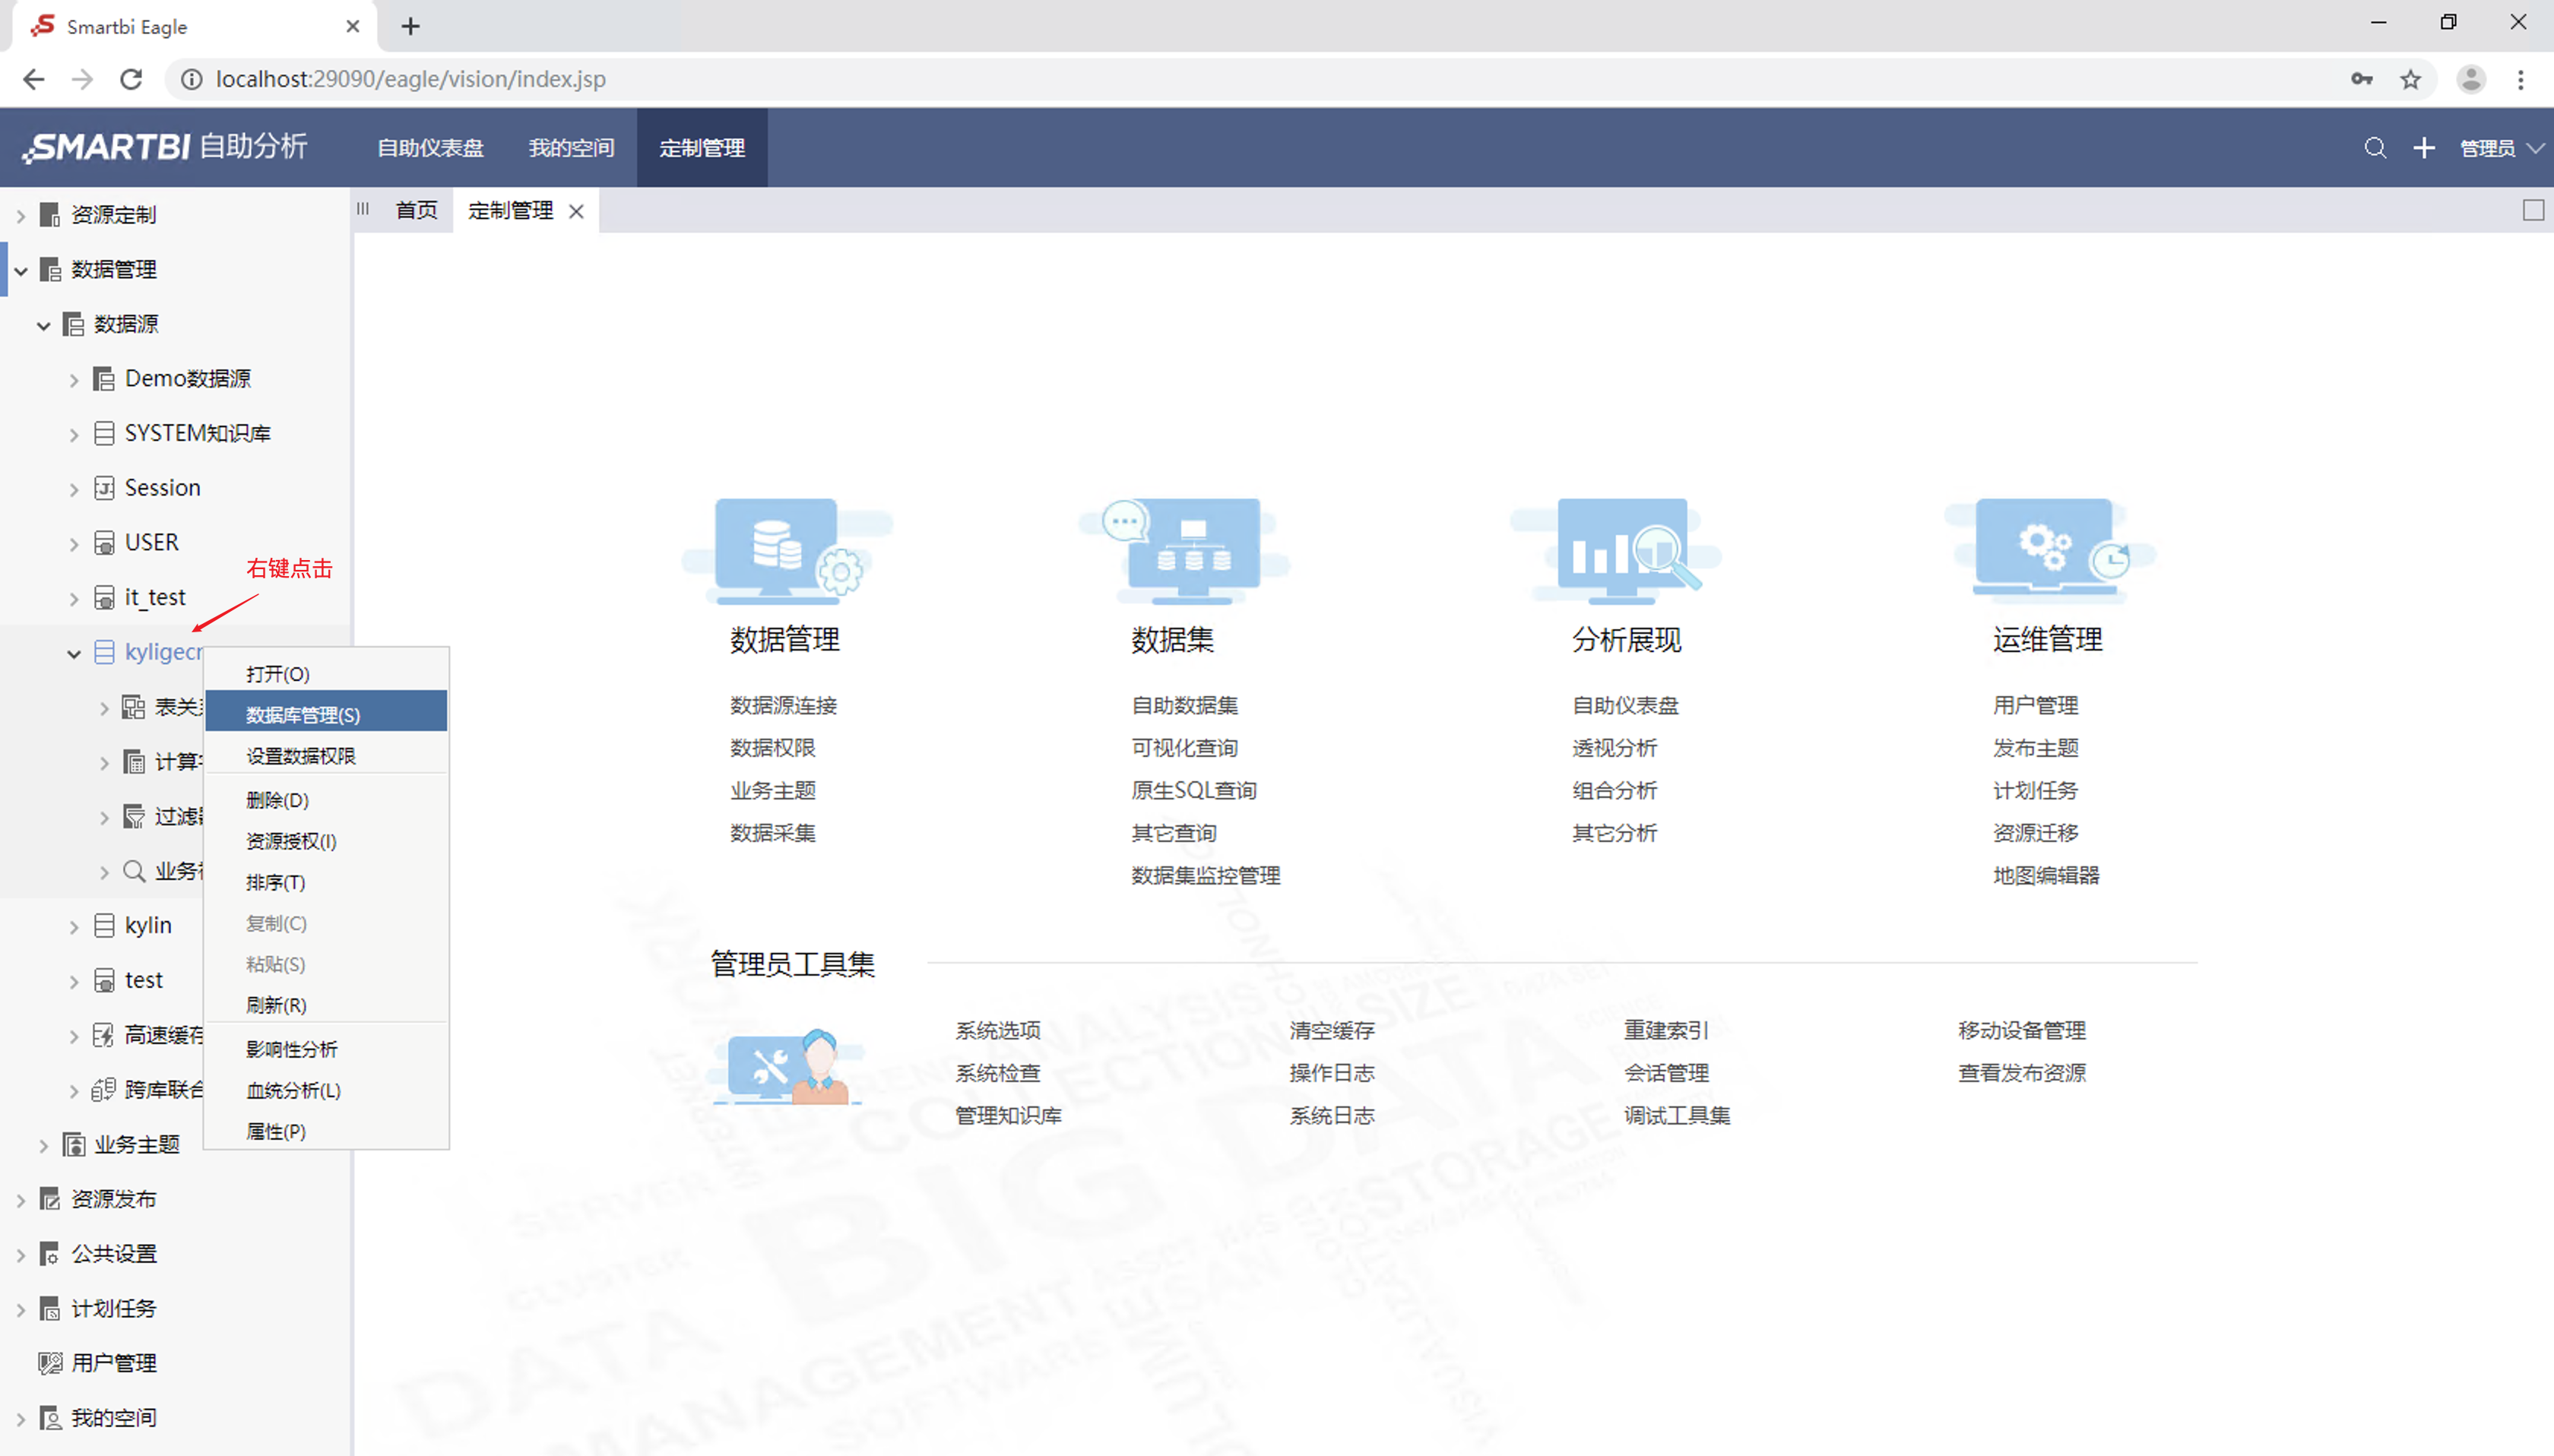 Smartbi Eagle
localhost:29090/eagle/vision/index.jsp
SMARTBI 自助分析
自助仪表盘
我的空间
定制管理
管理员
资源定制
数据管理
数据源
Demo数据源
SYSTEM知识库
Session
USER
右键点击
it_test
kyligecr
表关
计算
过滤
业务
kylin
test
高速缓存
跨库联合
业务主题
资源发布
公共设置
计划任务
用户管理
我的空间
打开(O)
数据库管理(S)
设置数据权限
删除(D)
资源授权(I)
排序(T)
复制(C)
粘贴(S)
刷新(R)
影响性分析
血统分析(L)
属性(P)
首页
定制管理
数据管理
数据源连接
数据权限
业务主题
数据采集
数据集
自助数据集
可视化查询
原生SQL查询
其它查询
数据集监控管理
分析展现
自助仪表盘
透视分析
组合分析
其它分析
运维管理
用户管理
发布主题
计划任务
资源迁移
地图编辑器
管理员工具集
系统选项
清空缓存
重建索引
移动设备管理
系统检查
操作日志
会话管理
查看发布资源
管理知识库
系统日志
调试工具集
ANALYSIS
SIZE
DATA SET
SCIENCE
COLLECTION
INTERNET
STORAGE
SERVER
BIG DATA
CLUSTER
DATA
MANAGEMENT
SOFTWARE